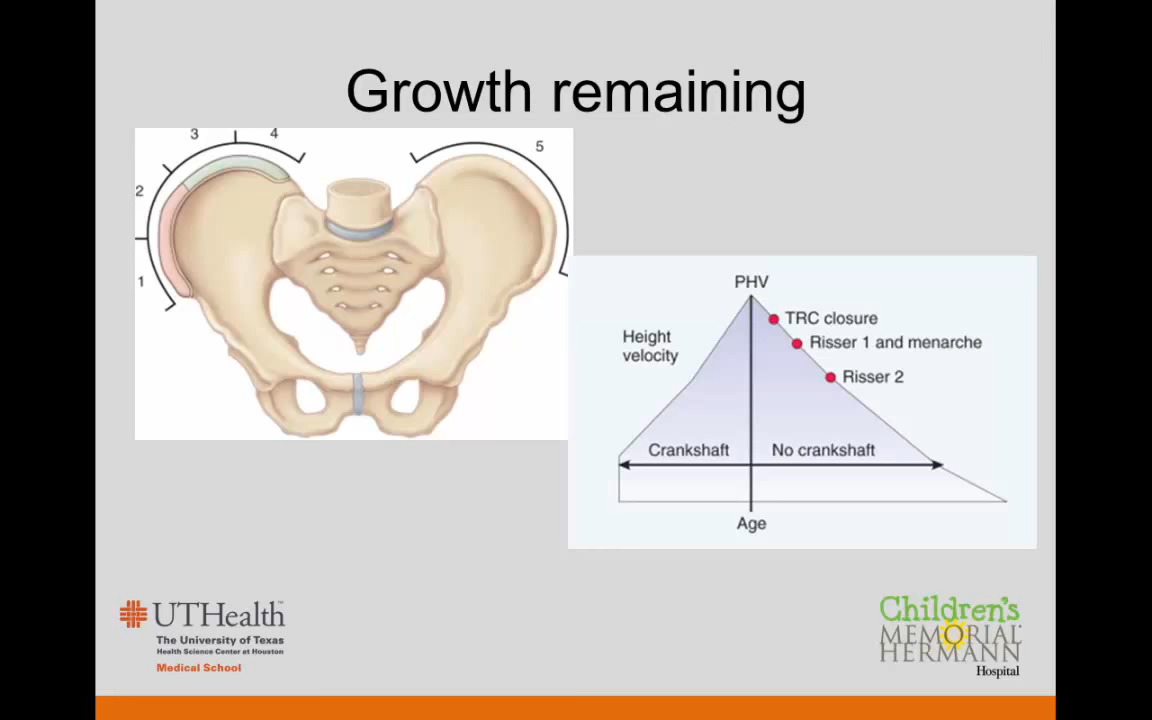 Growth remaining
3
4
5
2
1
PHV
TRC closure
Height
velocity
Risser 1 and menarche
Risser 2
Crankshaft
No crankshaft
Age
UTHealth
The University of Texas
Health Science Center at Houston
Medical School
Children's
MEMORIAL
HERMANN
Hospital